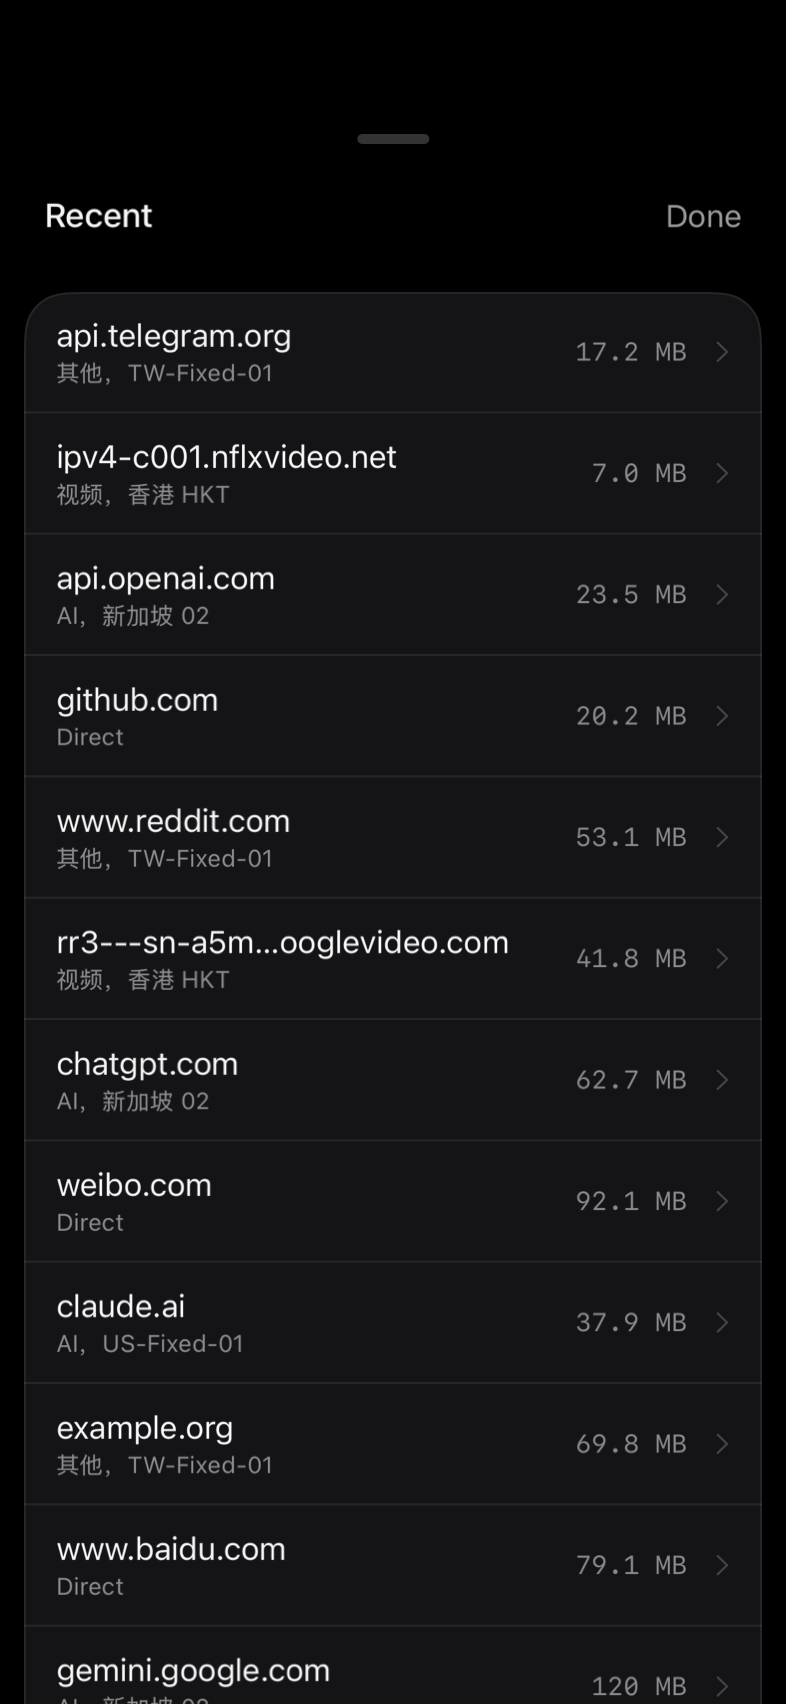 Recent
Done
api.telegram.org
其他，TW-Fixed-01
17.2 MB
ipv4-c001.nflxvideo.net
视频，香港 HKT
7.0 MB
api.openai.com
AI，新加坡 02
23.5 MB
github.com
Direct
20.2 MB
www.reddit.com
其他，TW-Fixed-01
53.1 MB
rr3---sn-a5m...ooglevideo.com
视频，香港 HKT
41.8 MB
chatgpt.com
AI，新加坡 02
62.7 MB
weibo.com
Direct
92.1 MB
claude.ai
AI，US-Fixed-01
37.9 MB
example.org
其他，TW-Fixed-01
69.8 MB
www.baidu.com
Direct
79.1 MB
gemini.google.com
AI，新加坡 02
120 MB